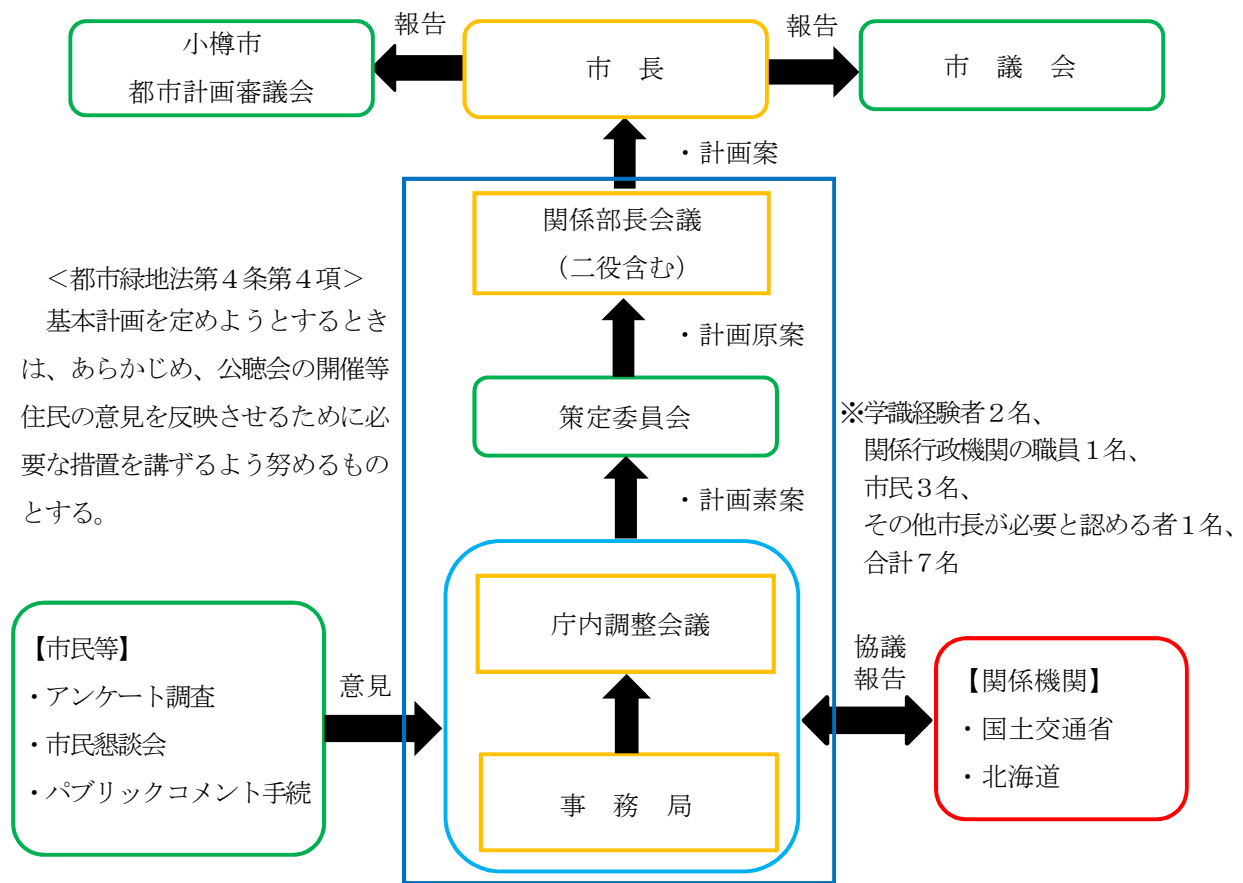 報告
報告
小樽市
都市計画審議会
市　長
市　議　会
・計画案
関係部長会議
（二役含む）
＜都市緑地法第４条第４項＞
基本計画を定めようとするとき
は、あらかじめ、公聴会の開催等
住民の意見を反映させるために必
要な措置を講ずるよう努めるもの
とする。
・計画原案
策定委員会
※学識経験者２名、
関係行政機関の職員１名、
市民３名、
その他市長が必要と認める者１名、
合計７名
・計画素案
庁内調整会議
事　務　局
【市民等】
・アンケート調査
・市民懇談会
・パブリックコメント手続
意見
協議
報告
【関係機関】
・国土交通省
・北海道